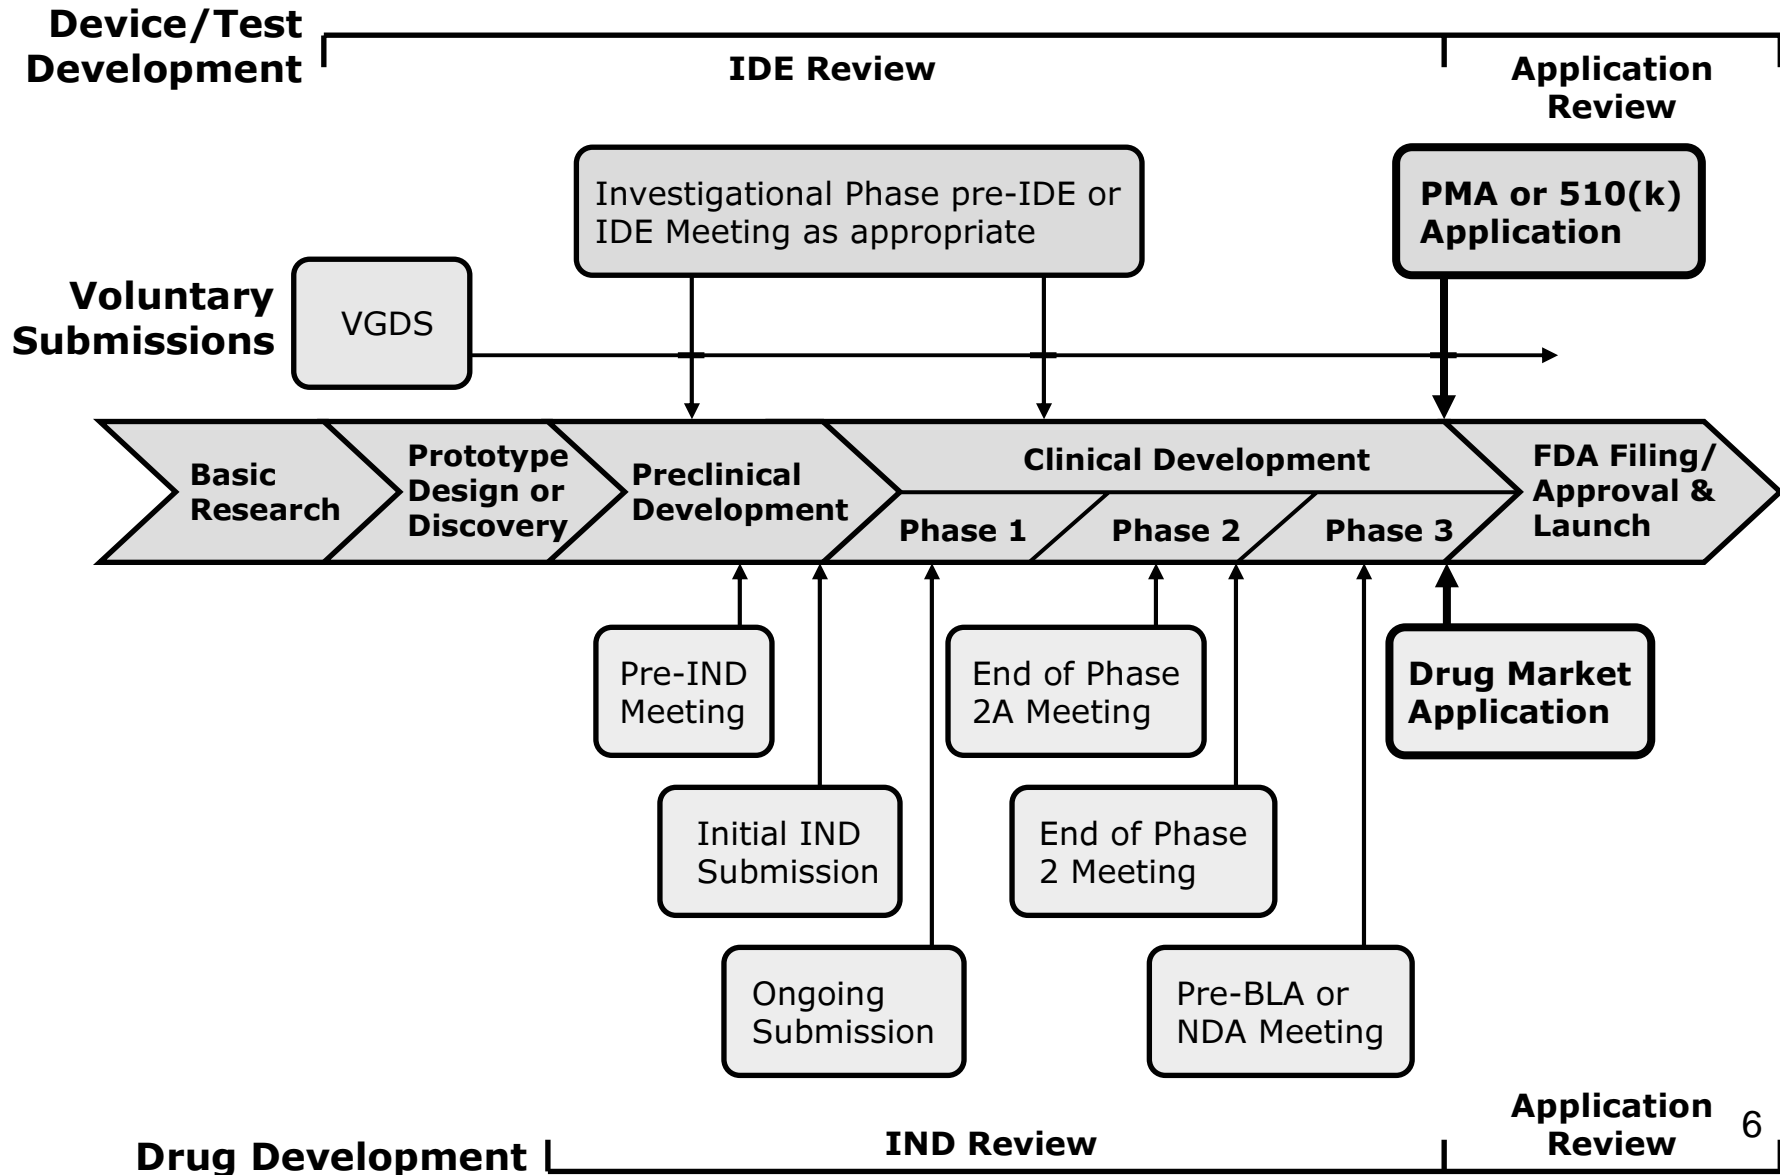 Device/Test
Development
IDE Review
Application
Review
Investigational Phase pre-IDE or
IDE Meeting as appropriate
PMA or 510(k)
Application
Voluntary
Submissions
VGDS
Basic
Research
Prototype
Design or
Discovery
Preclinical
Development
Clinical Development
Phase 1
Phase 2
Phase 3
FDA Filing/
Approval &
Launch
Pre-IND
Meeting
End of Phase
2A Meeting
Drug Market
Application
Initial IND
Submission
End of Phase
2 Meeting
Ongoing
Submission
Pre-BLA or
NDA Meeting
Drug Development
IND Review
Application
Review
6